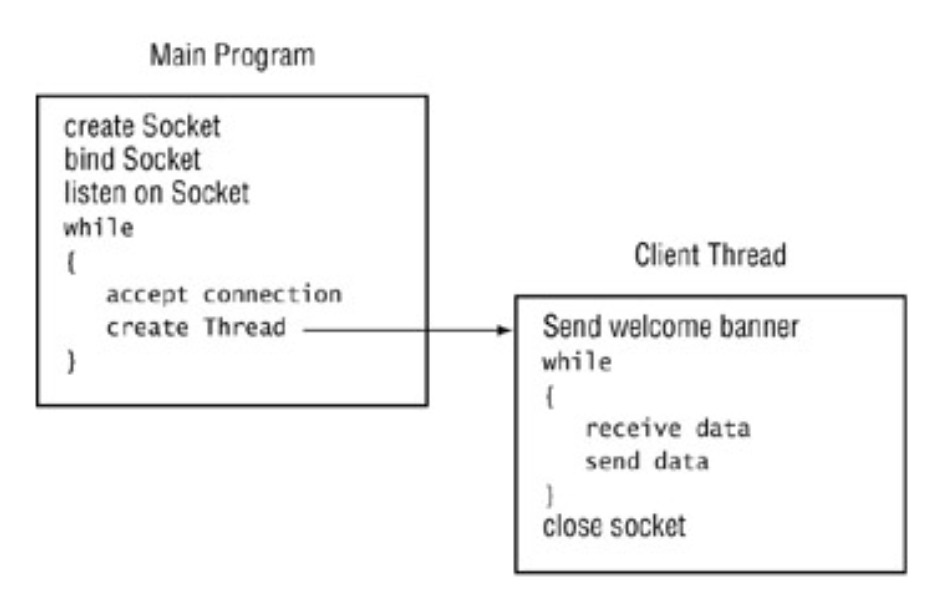 Main Program
create Socket
bind Socket
listen on Socket
while
{
accept connection
create Thread
}
Client Thread
Send welcome banner
while
{
receive data
send data
}
close socket